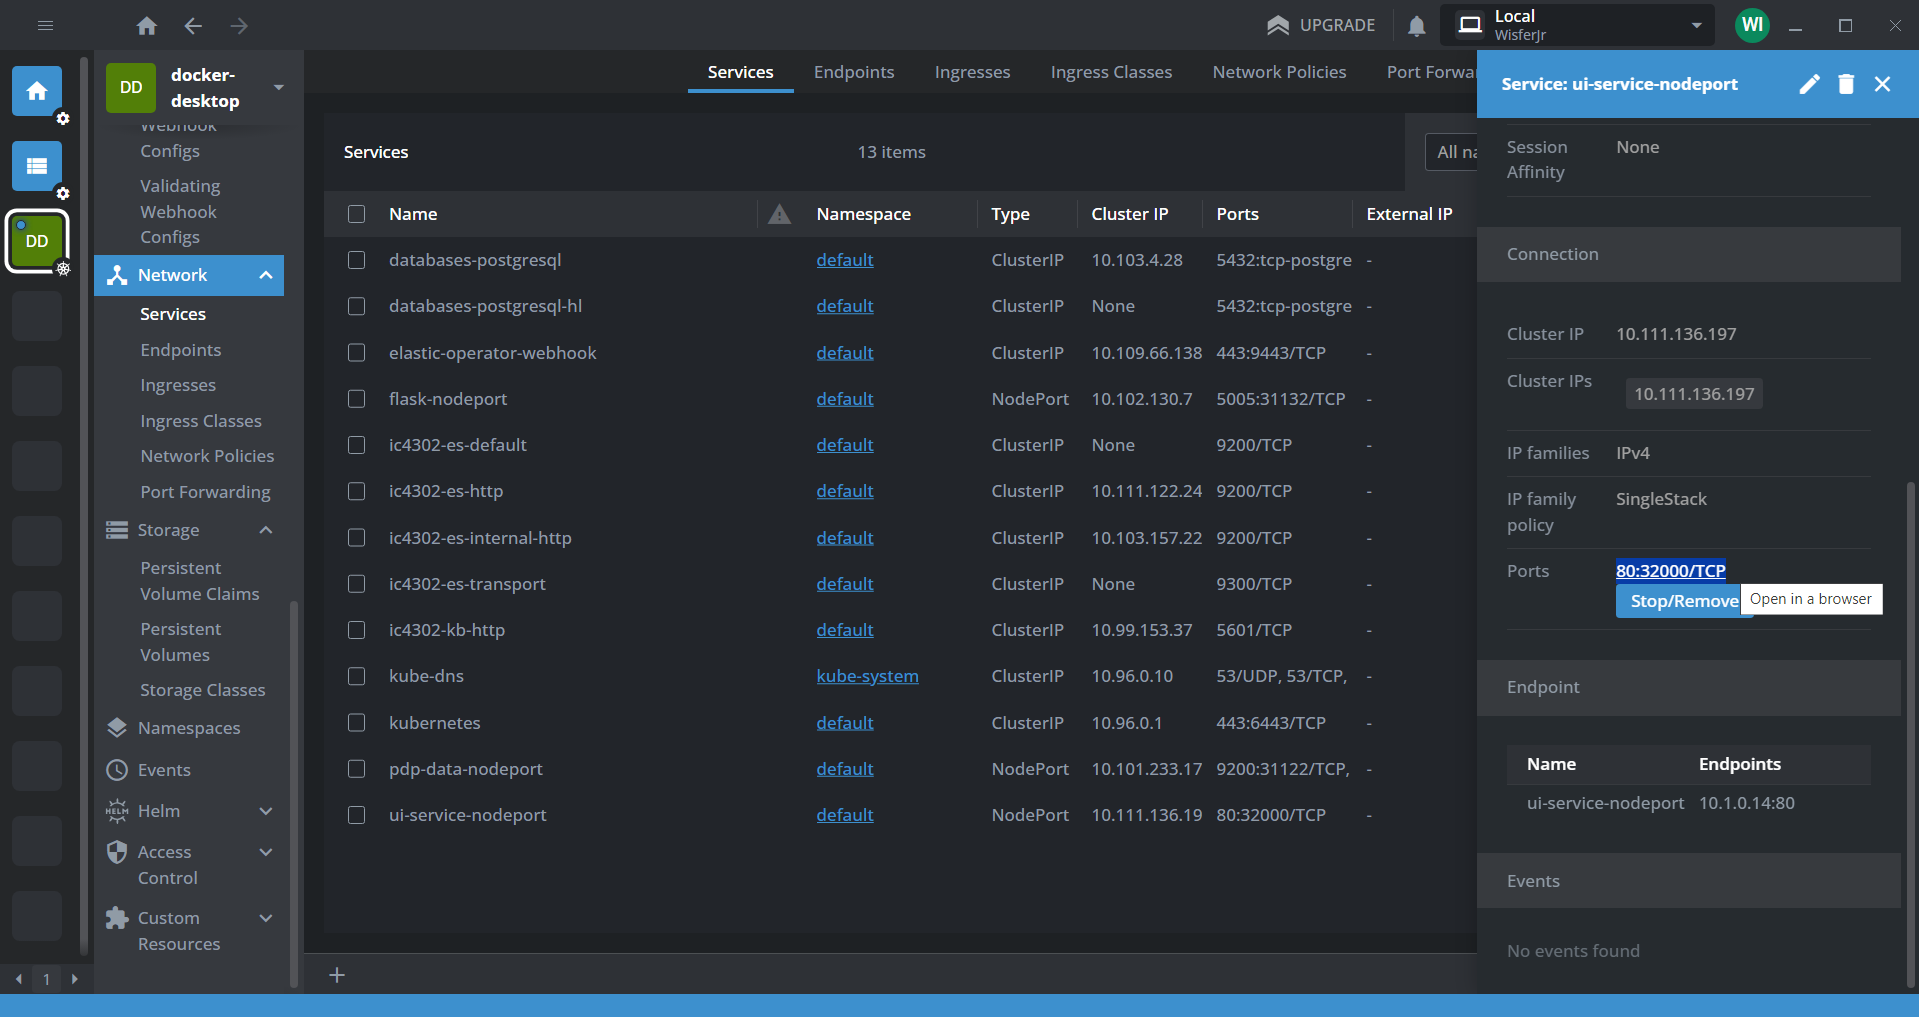 UPGRADE
Local
WisferJr
WI
DD
docker-
desktop
DD
Webhook
Configs
Validating
Webhook
Configs
Network
Services
Endpoints
Ingresses
Ingress Classes
Network Policies
Port Forwarding
Storage
Persistent
Volume Claims
Persistent
Volumes
Storage Classes
Namespaces
Events
HELM
Helm
Access
Control
Custom
Resources
1
Services Endpoints Ingresses Ingress Classes Network Policies Port Forwar
Services 13 items All na
Name Namespace Type Cluster IP Ports External IP
databases-postgresql default ClusterIP 10.103.4.28 5432:tcp-postgre -
databases-postgresql-hl default ClusterIP None 5432:tcp-postgre -
elastic-operator-webhook default ClusterIP 10.109.66.138 443:9443/TCP -
flask-nodeport default NodePort 10.102.130.7 5005:31132/TCP -
ic4302-es-default default ClusterIP None 9200/TCP -
ic4302-es-http default ClusterIP 10.111.122.24 9200/TCP -
ic4302-es-internal-http default ClusterIP 10.103.157.22 9200/TCP -
ic4302-es-transport default ClusterIP None 9300/TCP -
ic4302-kb-http default ClusterIP 10.99.153.37 5601/TCP -
kube-dns kube-system ClusterIP 10.96.0.10 53/UDP, 53/TCP, -
kubernetes default ClusterIP 10.96.0.1 443:6443/TCP -
pdp-data-nodeport default NodePort 10.101.233.17 9200:31122/TCP, -
ui-service-nodeport default NodePort 10.111.136.19 80:32000/TCP -
Service: ui-service-nodeport
Session None
Affinity
Connection
Cluster IP 10.111.136.197
Cluster IPs 10.111.136.197
IP families IPv4
IP family SingleStack
policy
Ports 80:32000/TCP
Stop/Remove
Open in a browser
Endpoint
Name Endpoints
ui-service-nodeport 10.1.0.14:80
Events
No events found